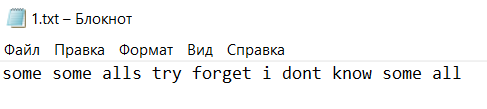 1.txt – Блокнот
Файл Правка Формат Вид Справка
some some alls try forget i dont know some all